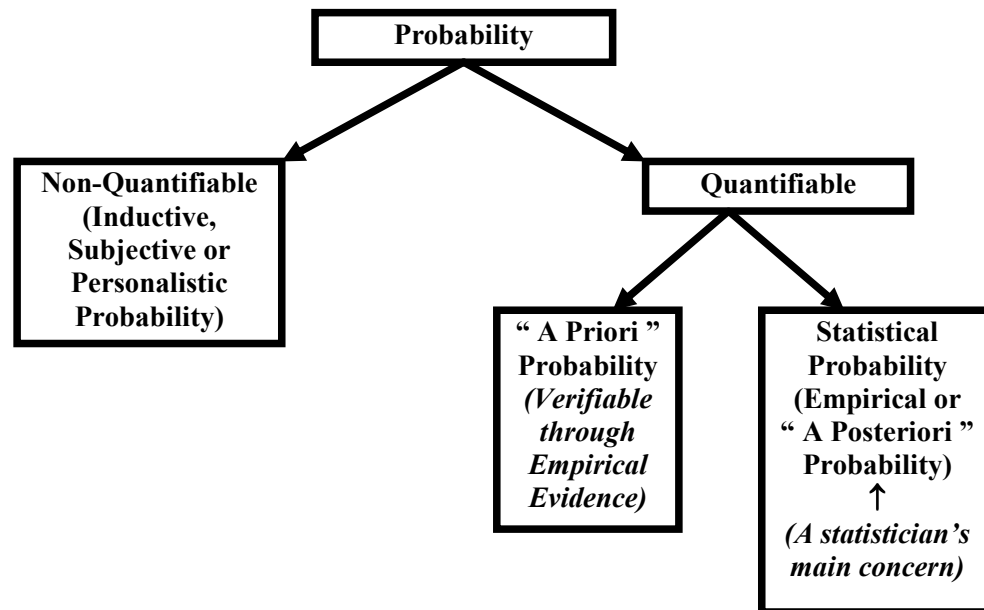 Probability
Non-Quantifiable
(Inductive,
Subjective or
Personalistic
Probability)
Quantifiable
“ A Priori ”
Probability
(Verifiable
through
Empirical
Evidence)
Statistical
Probability
(Empirical or
“ A Posteriori ”
Probability)
↑
(A statistician’s
main concern)